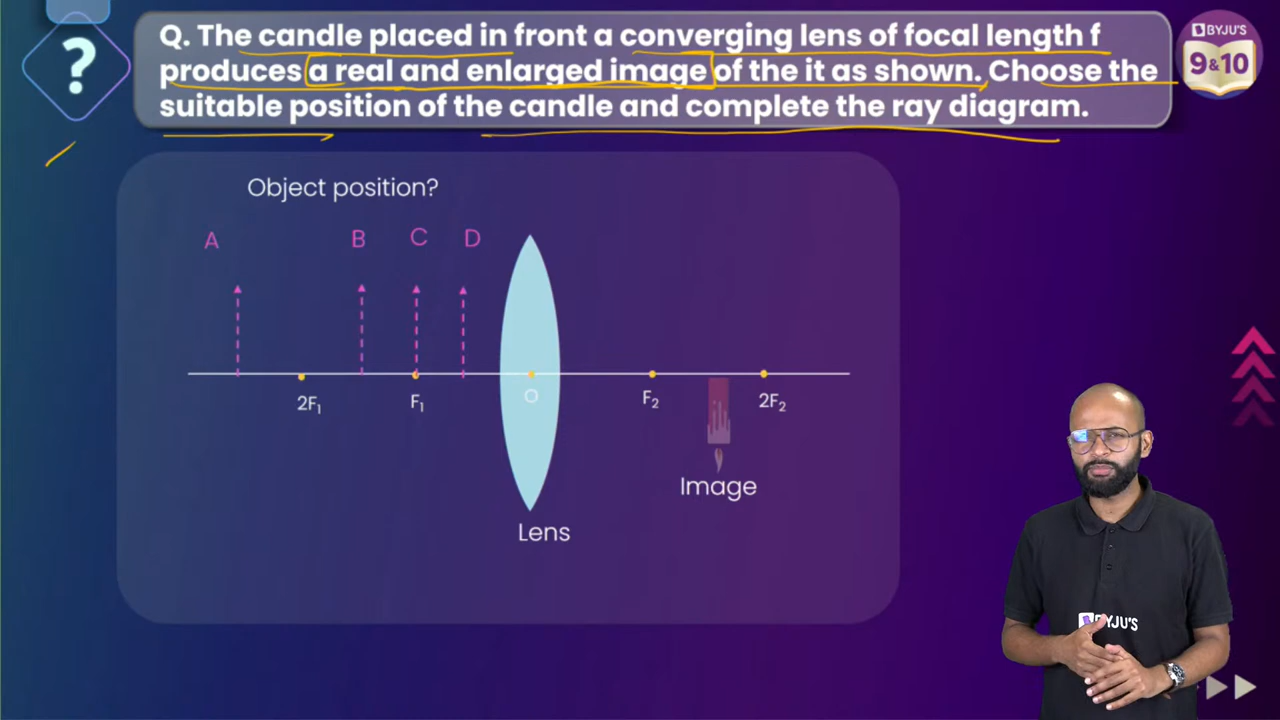 ?
Q. The candle placed in front a converging lens of focal length f
produces a real and enlarged image of the it as shown. Choose the
suitable position of the candle and complete the ray diagram.
BYJU'S
9&10
Object position?
A B C D
2F₁ F₁ O F₂ 2F₂
Image
Lens
BYJU'S